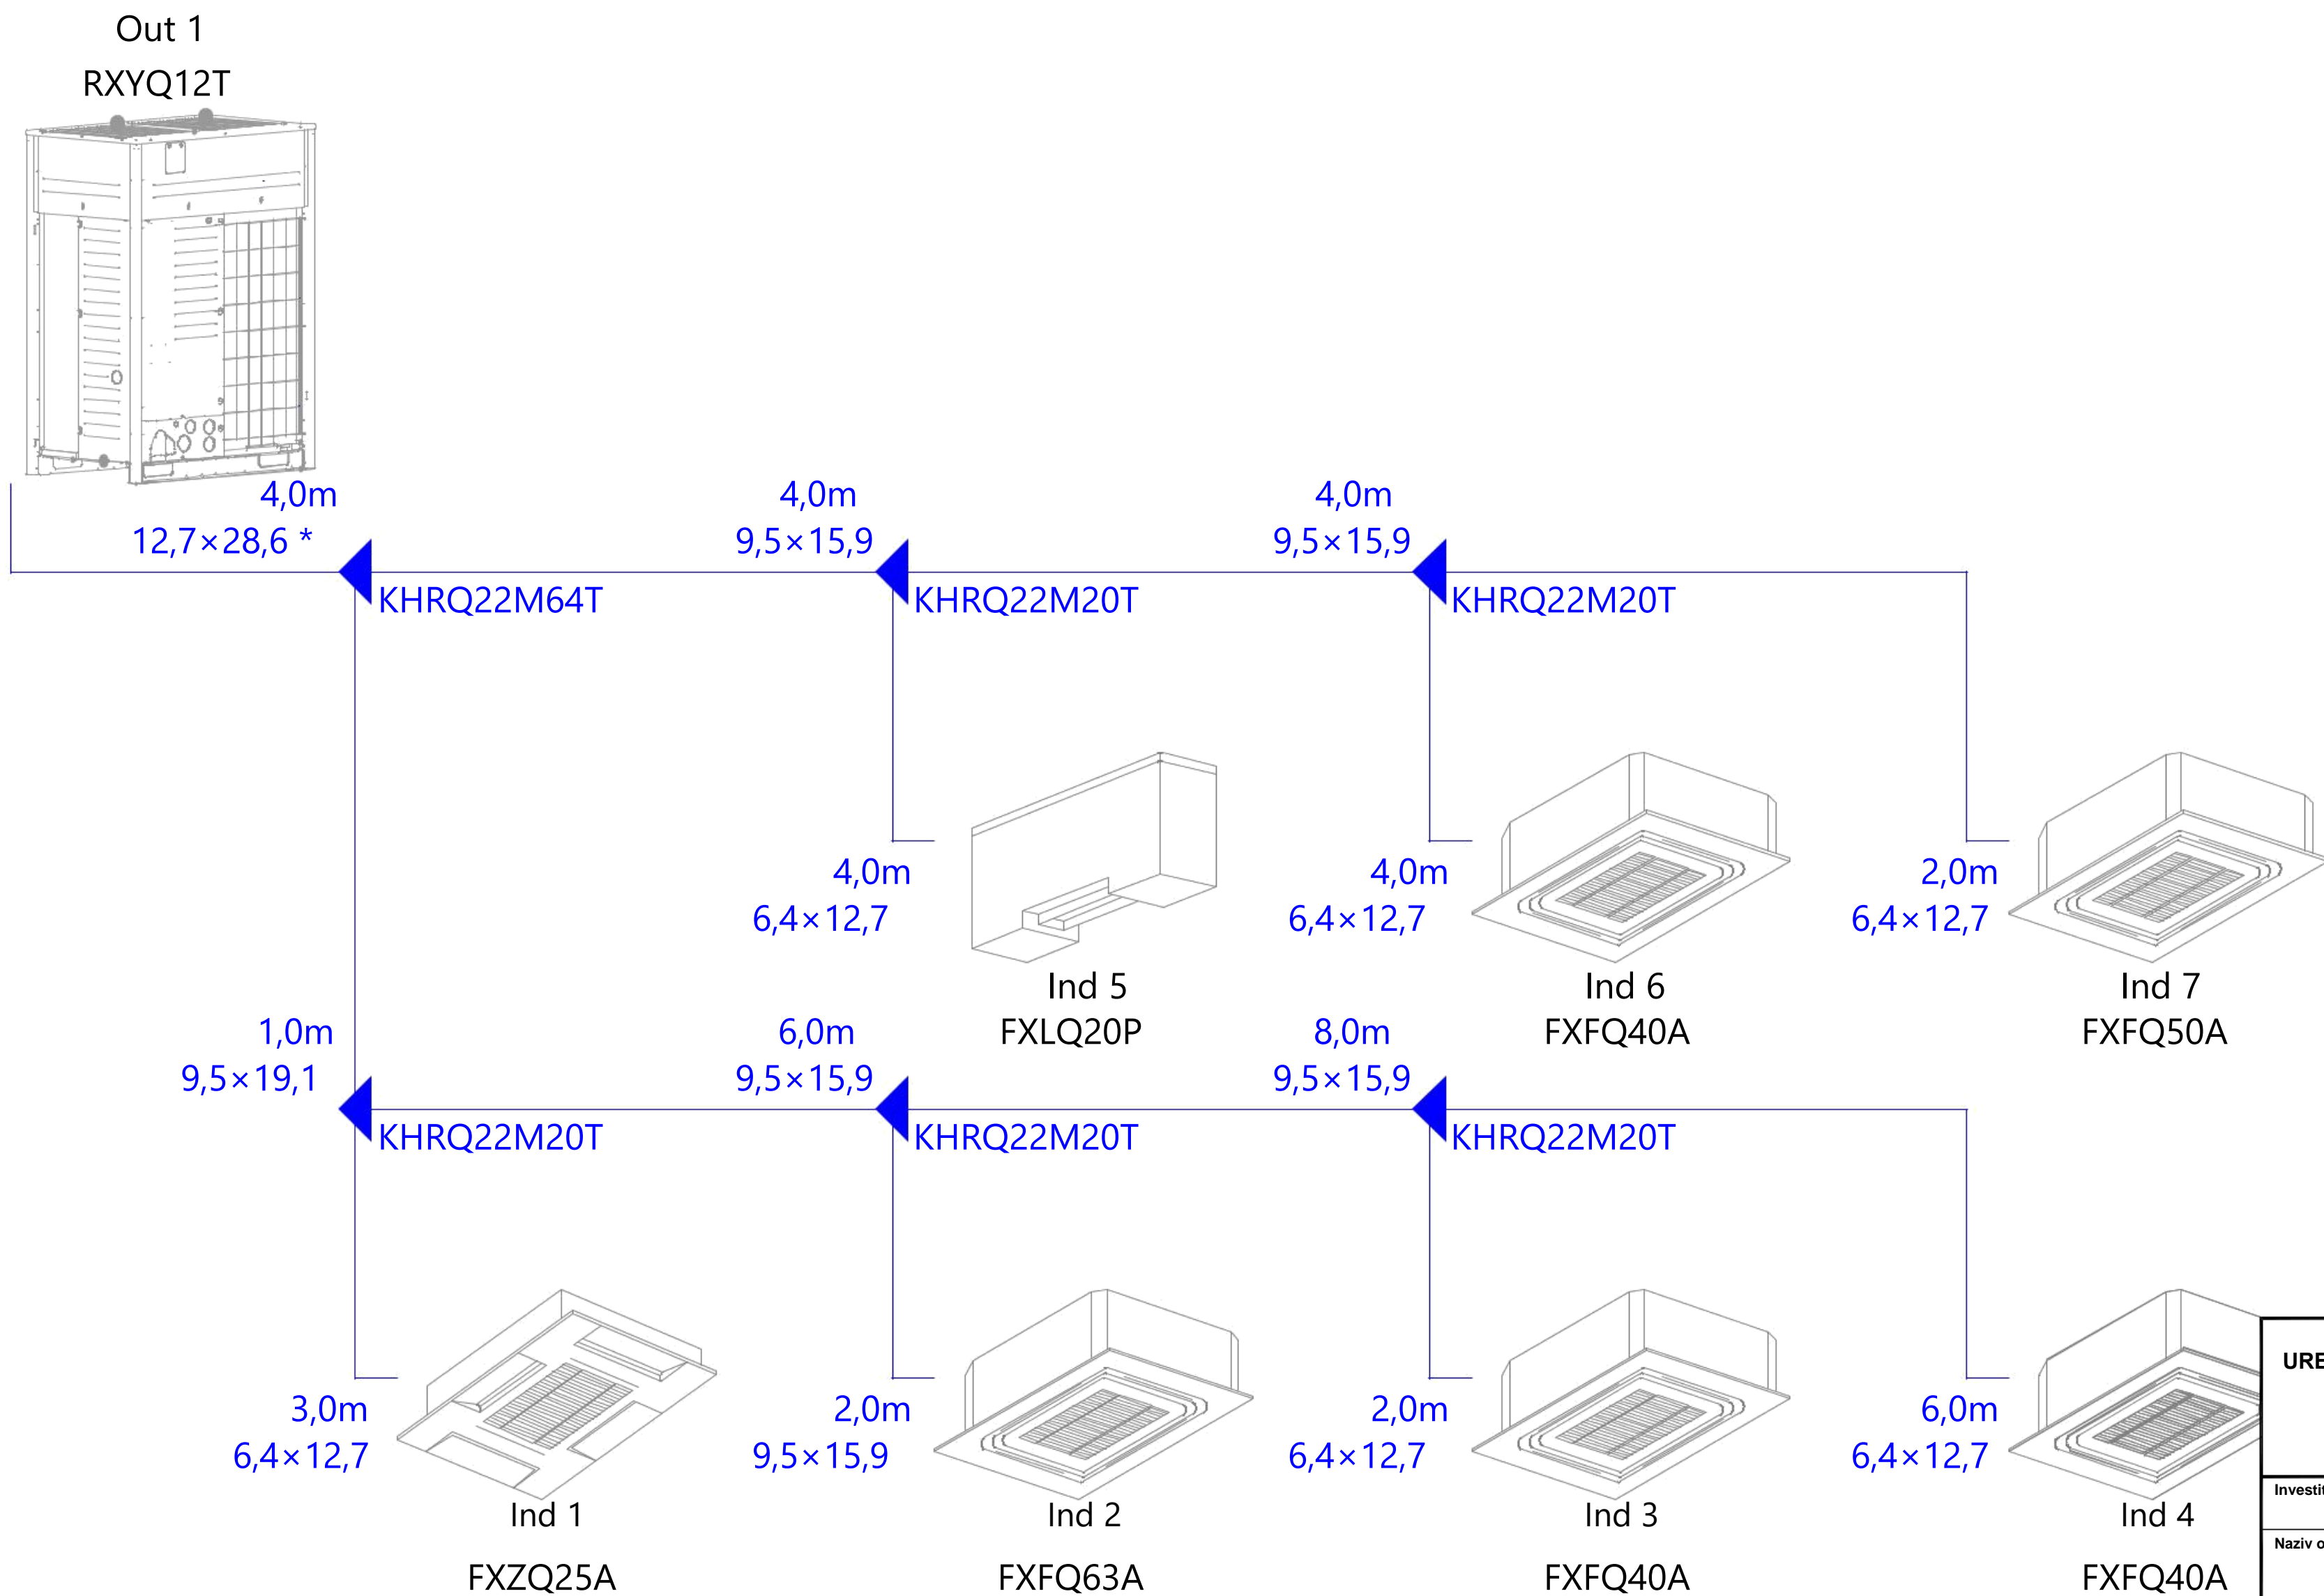 Out 1
RXYQ12T
4,0m
12,7×28,6 *
4,0m
9,5×15,9
4,0m
9,5×15,9
KHRQ22M64T
KHRQ22M20T
KHRQ22M20T
4,0m
6,4×12,7
4,0m
6,4×12,7
2,0m
6,4×12,7
Ind 5
FXLQ20P
Ind 6
FXFQ40A
Ind 7
FXFQ50A
1,0m
9,5×19,1
6,0m
9,5×15,9
8,0m
9,5×15,9
KHRQ22M20T
KHRQ22M20T
KHRQ22M20T
3,0m
6,4×12,7
2,0m
9,5×15,9
2,0m
6,4×12,7
6,0m
6,4×12,7
Ind 1
FXZQ25A
Ind 2
FXFQ63A
Ind 3
FXFQ40A
Ind 4
FXFQ40A